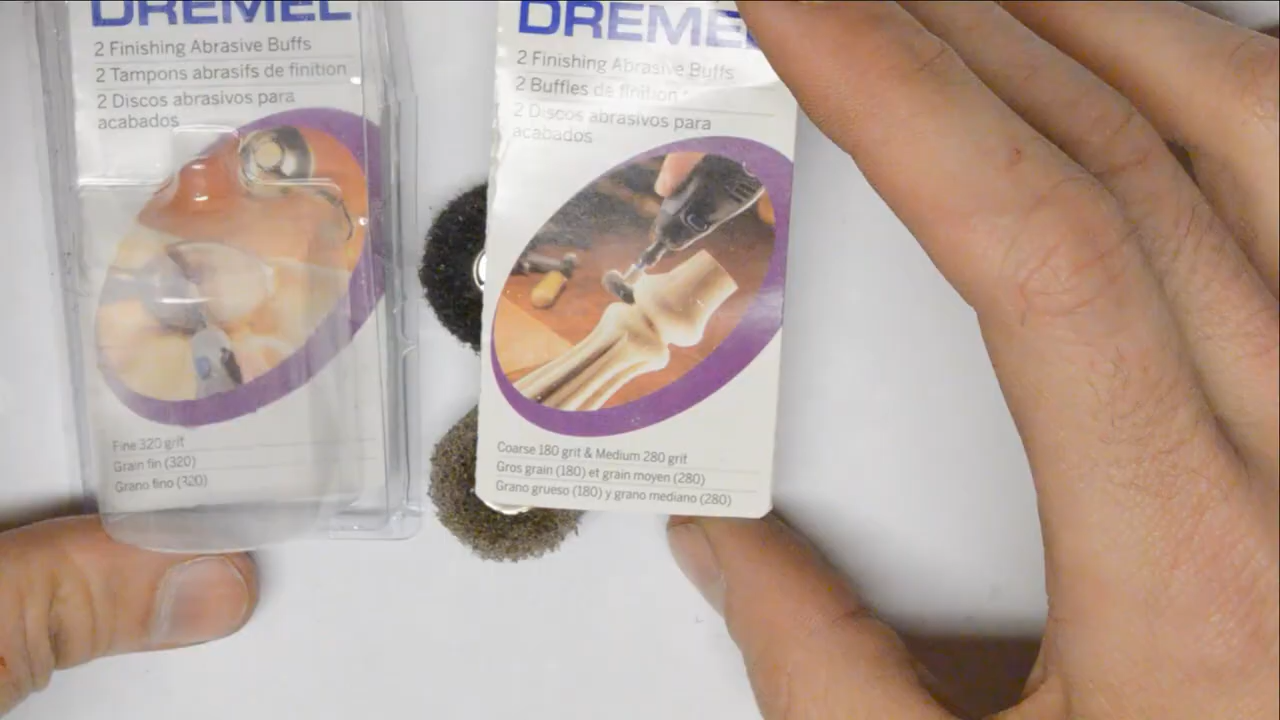 DREMEL
2 Finishing Abrasive Buffs
2 Tampons abrasifs de finition
2 Discos abrasivos para
acabados
Fine 320 grit
Grain fin (320)
Grano fino (320)
DREMEL
2 Finishing Abrasive Buffs
2 Buffles de finition
2 Discos abrasivos para
acabados
Coarse 180 grit & Medium 280 grit
Gros grain (180) et grain moyen (280)
Grano grueso (180) y grano mediano (280)